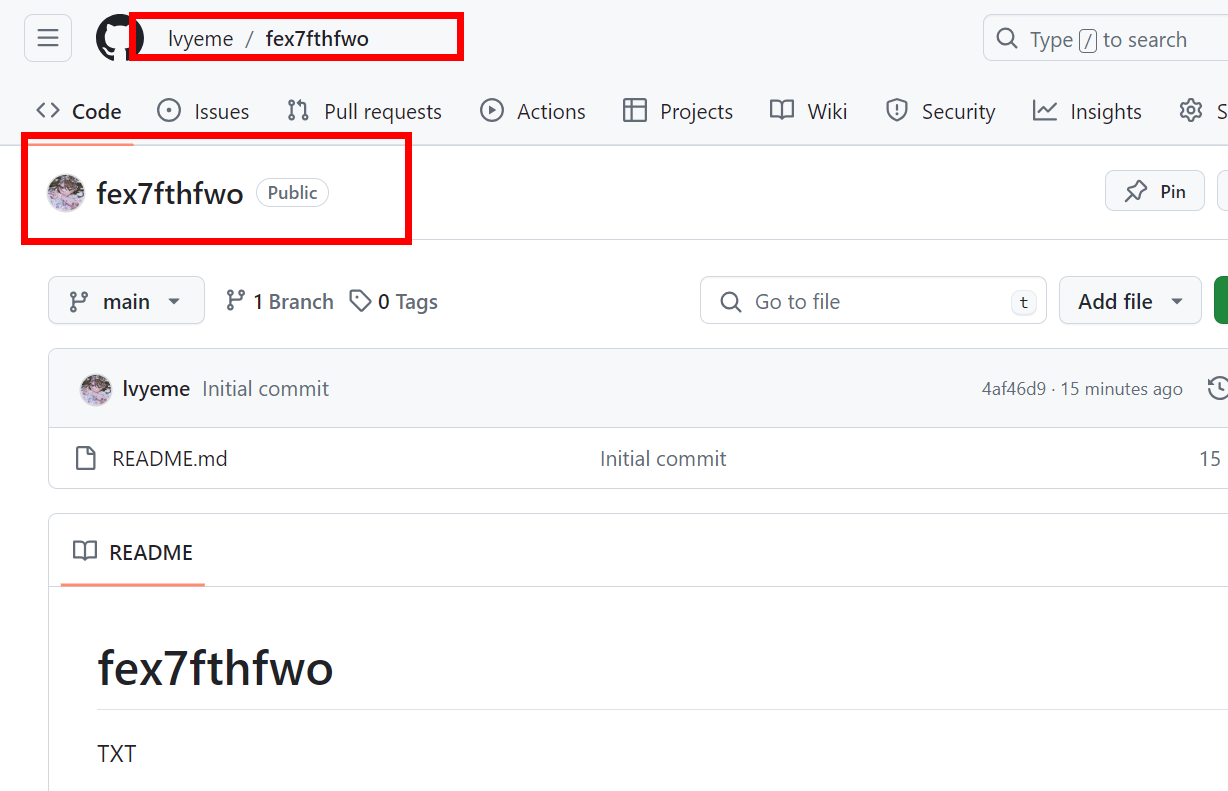 lvyeme / fex7fthfwo Type / to search
Code Issues Pull requests Actions Projects Wiki Security Insights S
fex7fthfwo Public Pin
main 1 Branch 0 Tags Go to file t Add file
lvyeme Initial commit 4af46d9 · 15 minutes ago
README.md Initial commit 15
README
fex7fthfwo
TXT